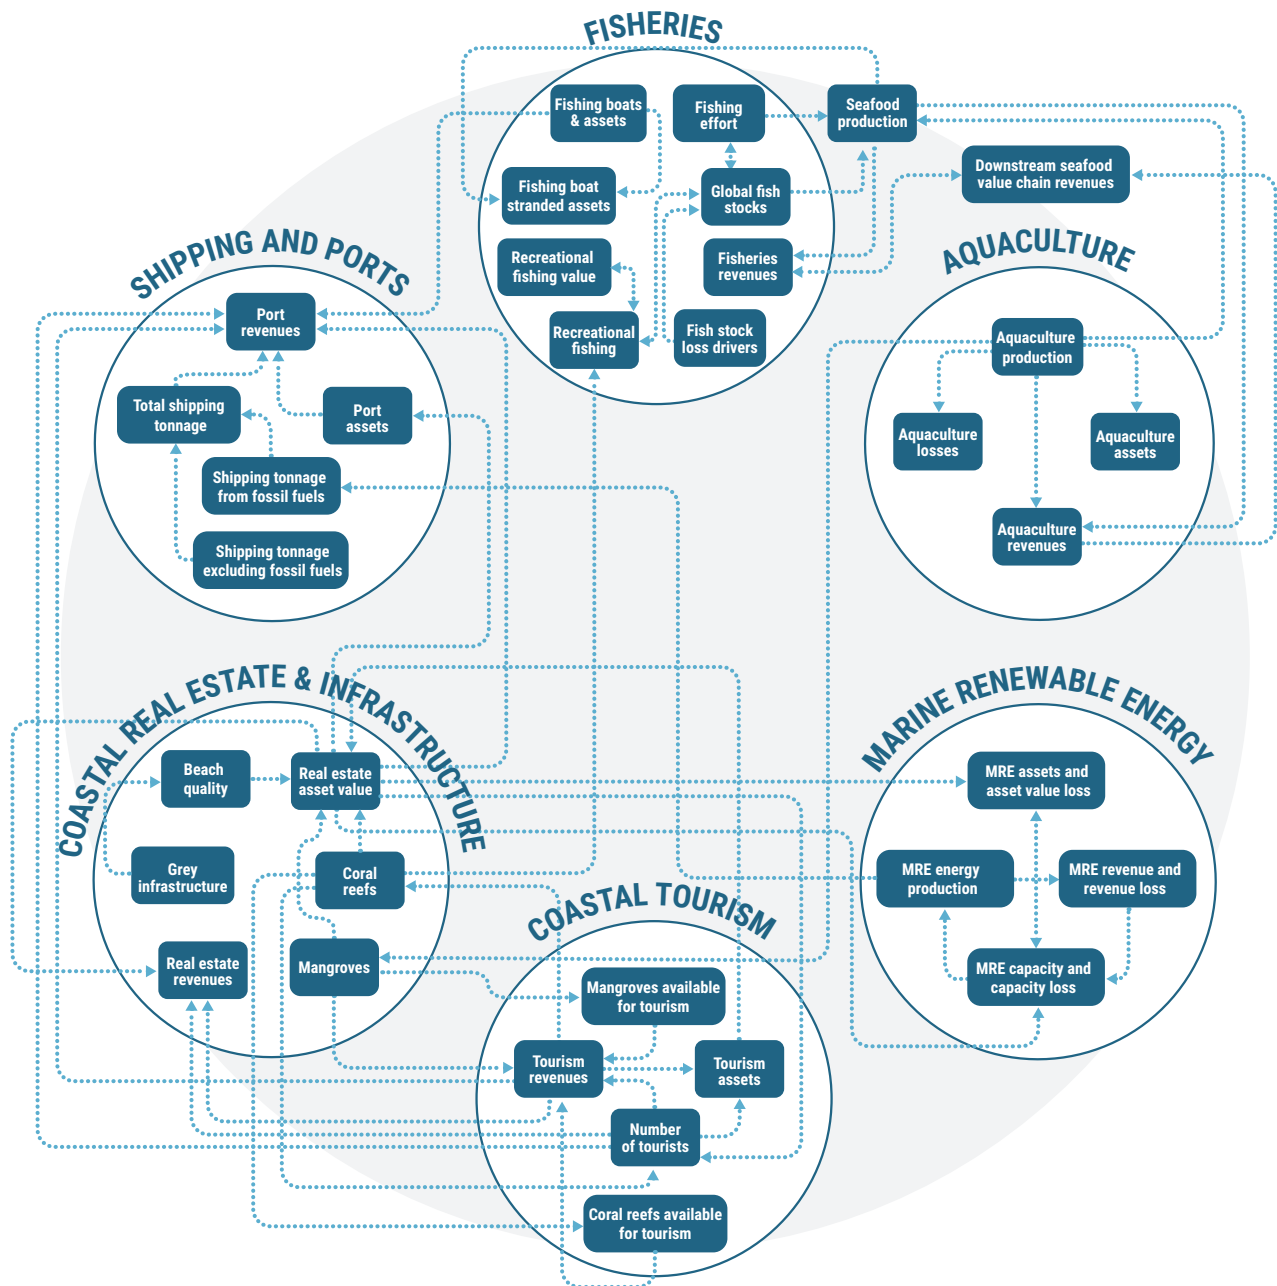 FISHERIES
Fishing boats
& assets
Fishing
effort
Seafood
production
Fishing boat
stranded assets
Global fish
stocks
Downstream seafood
value chain revenues
Recreational
fishing value
Fisheries
revenues
Recreational
fishing
Fish stock
loss drivers
SHIPPING AND PORTS
Port
revenues
Total shipping
tonnage
Port
assets
Shipping tonnage
from fossil fuels
Shipping tonnage
excluding fossil fuels
AQUACULTURE
Aquaculture
production
Aquaculture
losses
Aquaculture
assets
Aquaculture
revenues
COASTAL REAL ESTATE & INFRASTRUCTURE
Beach
quality
Real estate
asset value
Grey
infrastructure
Coral
reefs
Real estate
revenues
Mangroves
MARINE RENEWABLE ENERGY
MRE assets and
asset value loss
MRE energy
production
MRE revenue and
revenue loss
MRE capacity and
capacity loss
COASTAL TOURISM
Mangroves available
for tourism
Tourism
revenues
Tourism
assets
Number
of tourists
Coral reefs available
for tourism